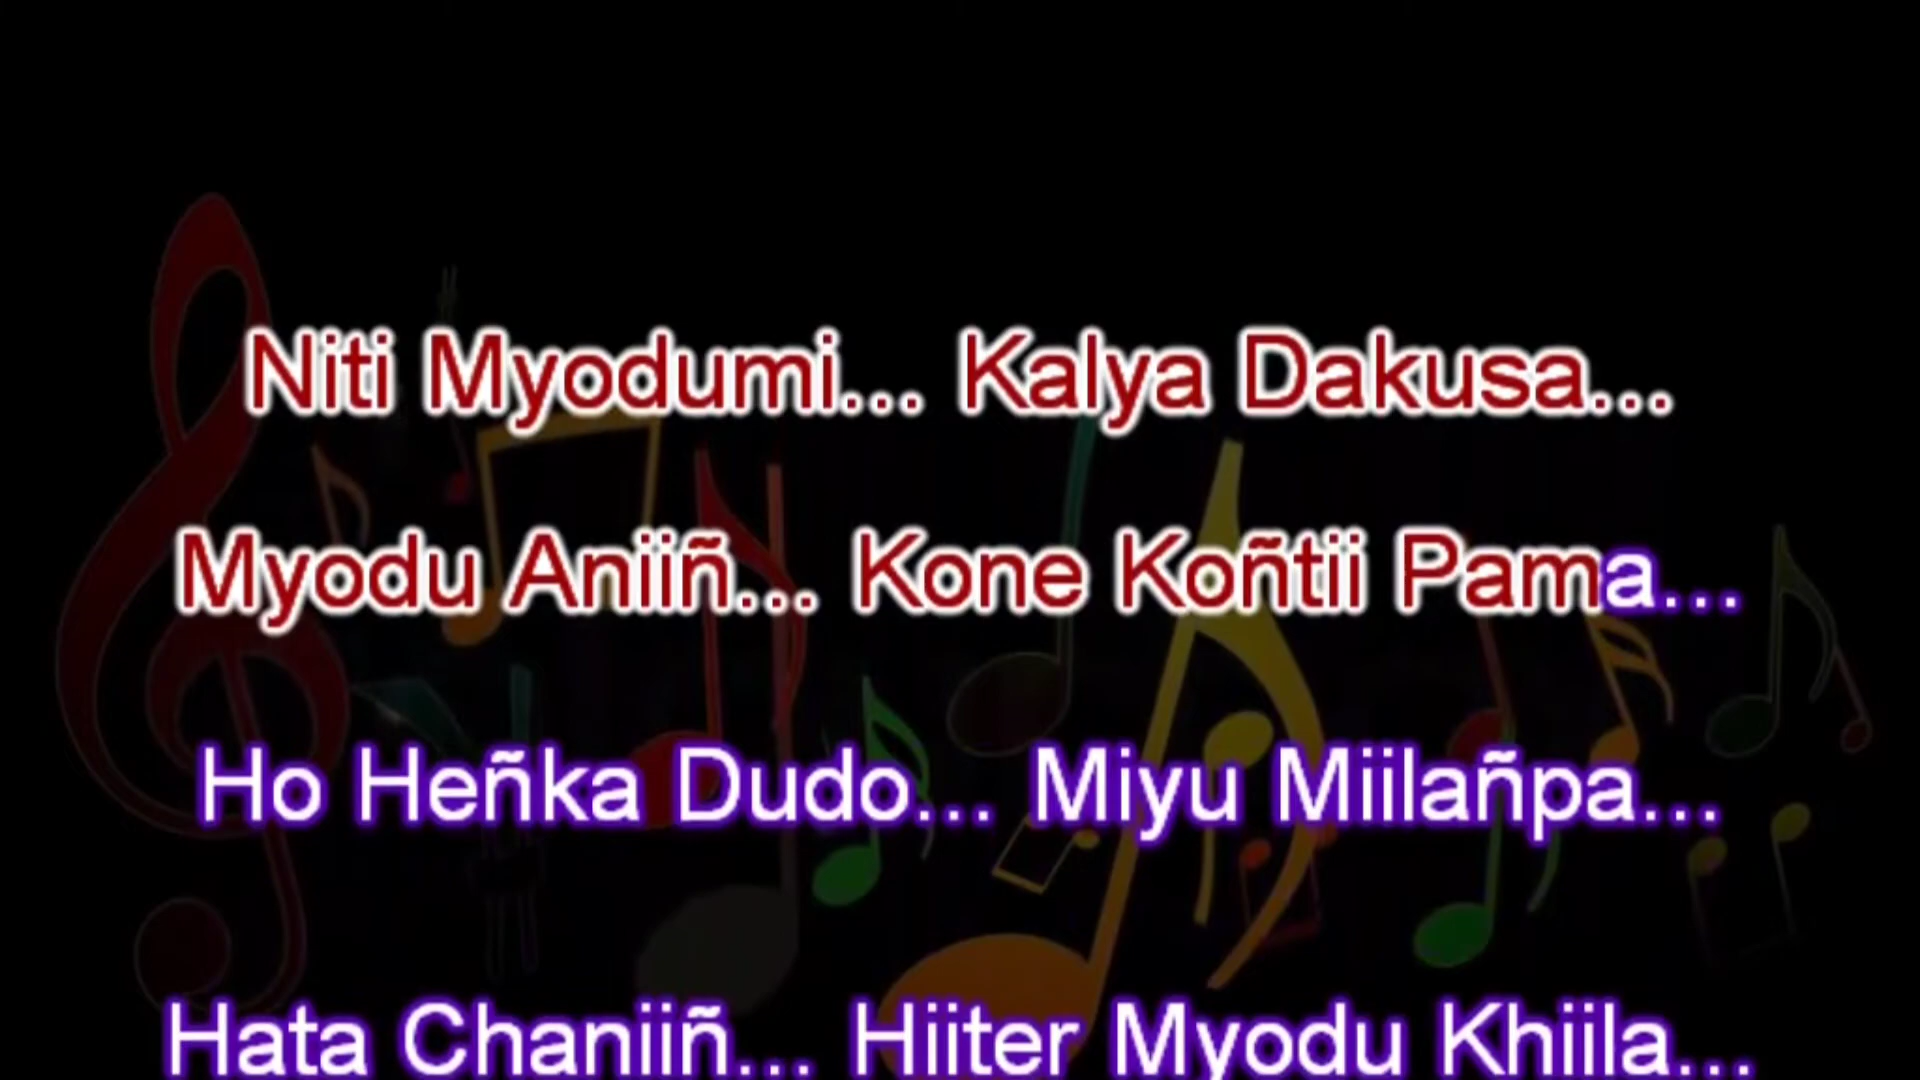 Niti Myodumi... Kalya Dakusa...
Myodu Aniiñ... Kone Koñtii Pama...
Ho Heñka Dudo... Miyu Miilañpa...
Hata Chaniiñ... Hiiter Myodu Khiila...